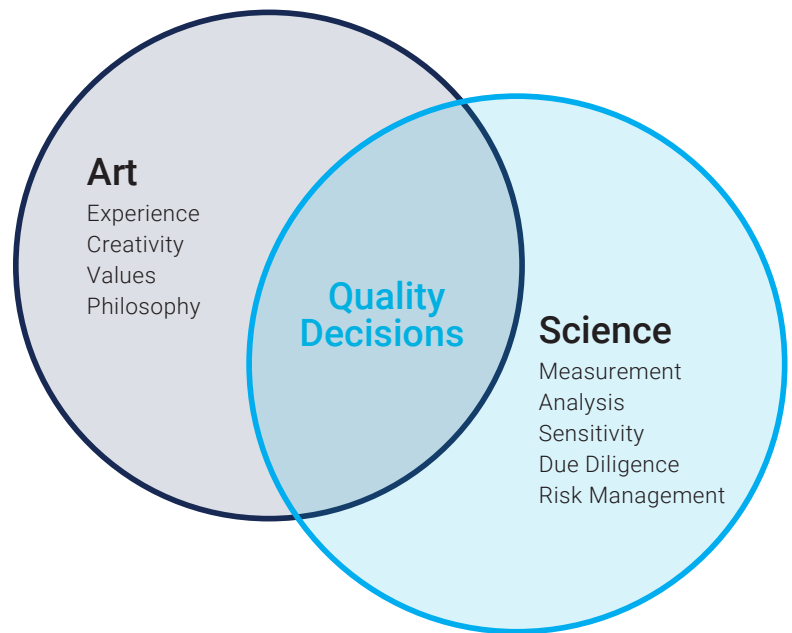 Art
Experience
Creativity
Values
Philosophy
Quality
Decisions
Science
Measurement
Analysis
Sensitivity
Due Diligence
Risk Management